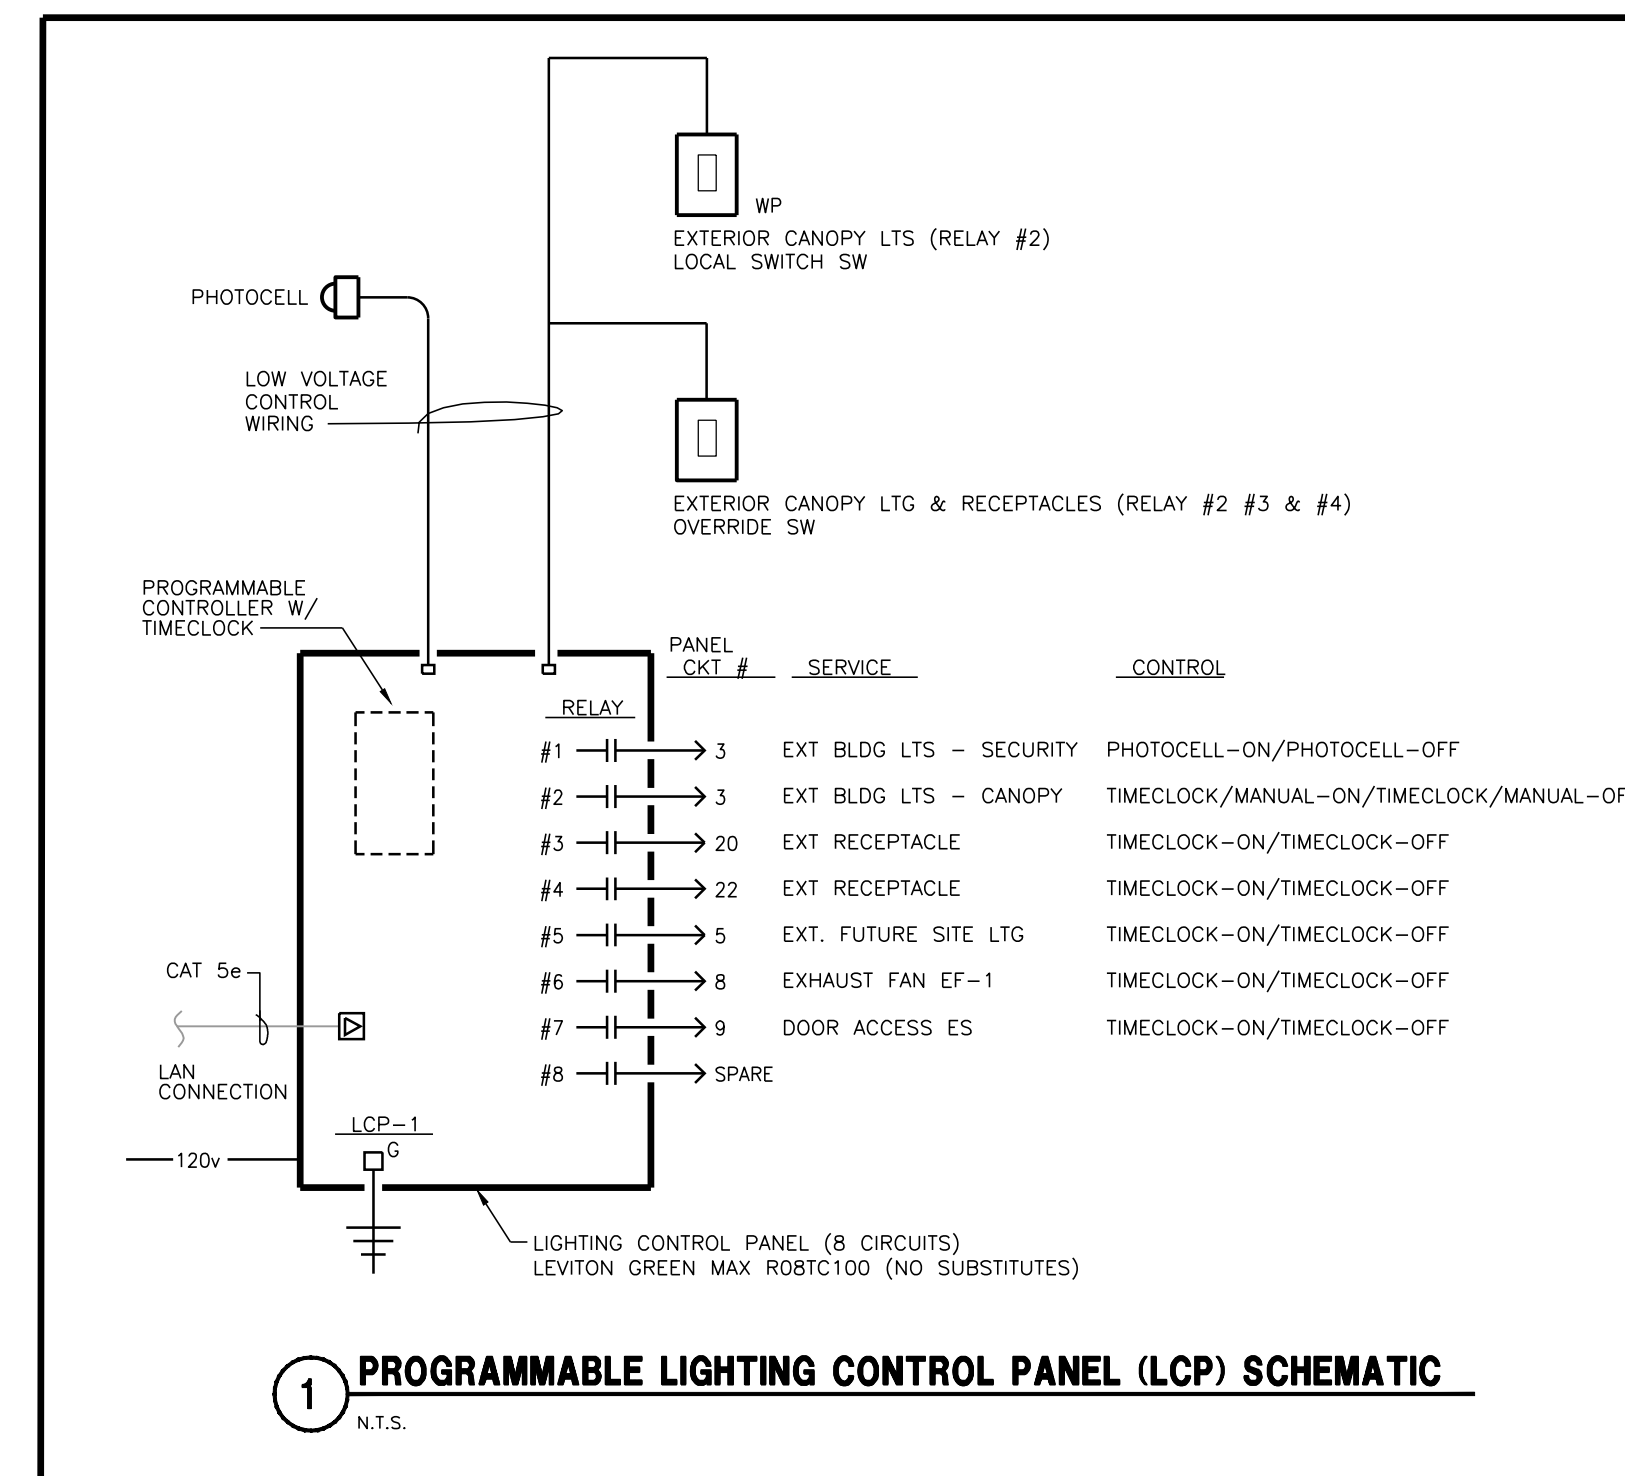 WP
EXTERIOR CANOPY LTS (RELAY #2)
LOCAL SWITCH SW
PHOTOCELL
LOW VOLTAGE
CONTROL
WIRING
EXTERIOR CANOPY LTG & RECEPTACLES (RELAY #2 #3 & #4)
OVERRIDE SW
PROGRAMMABLE
CONTROLLER W/
TIMECLOCK
PANEL
CKT # SERVICE CONTROL
RELAY
#1 3 EXT BLDG LTS - SECURITY PHOTOCELL-ON/PHOTOCELL-OFF
#2 3 EXT BLDG LTS - CANOPY TIMECLOCK/MANUAL-ON/TIMECLOCK/MANUAL-OF
#3 20 EXT RECEPTACLE TIMECLOCK-ON/TIMECLOCK-OFF
#4 22 EXT RECEPTACLE TIMECLOCK-ON/TIMECLOCK-OFF
#5 5 EXT. FUTURE SITE LTG TIMECLOCK-ON/TIMECLOCK-OFF
#6 8 EXHAUST FAN EF-1 TIMECLOCK-ON/TIMECLOCK-OFF
#7 9 DOOR ACCESS ES TIMECLOCK-ON/TIMECLOCK-OFF
#8 SPARE
CAT 5e
LAN
CONNECTION
LCP-1
G
120v
LIGHTING CONTROL PANEL (8 CIRCUITS)
LEVITON GREEN MAX R08TC100 (NO SUBSTITUTES)
1 PROGRAMMABLE LIGHTING CONTROL PANEL (LCP) SCHEMATIC
N.T.S.